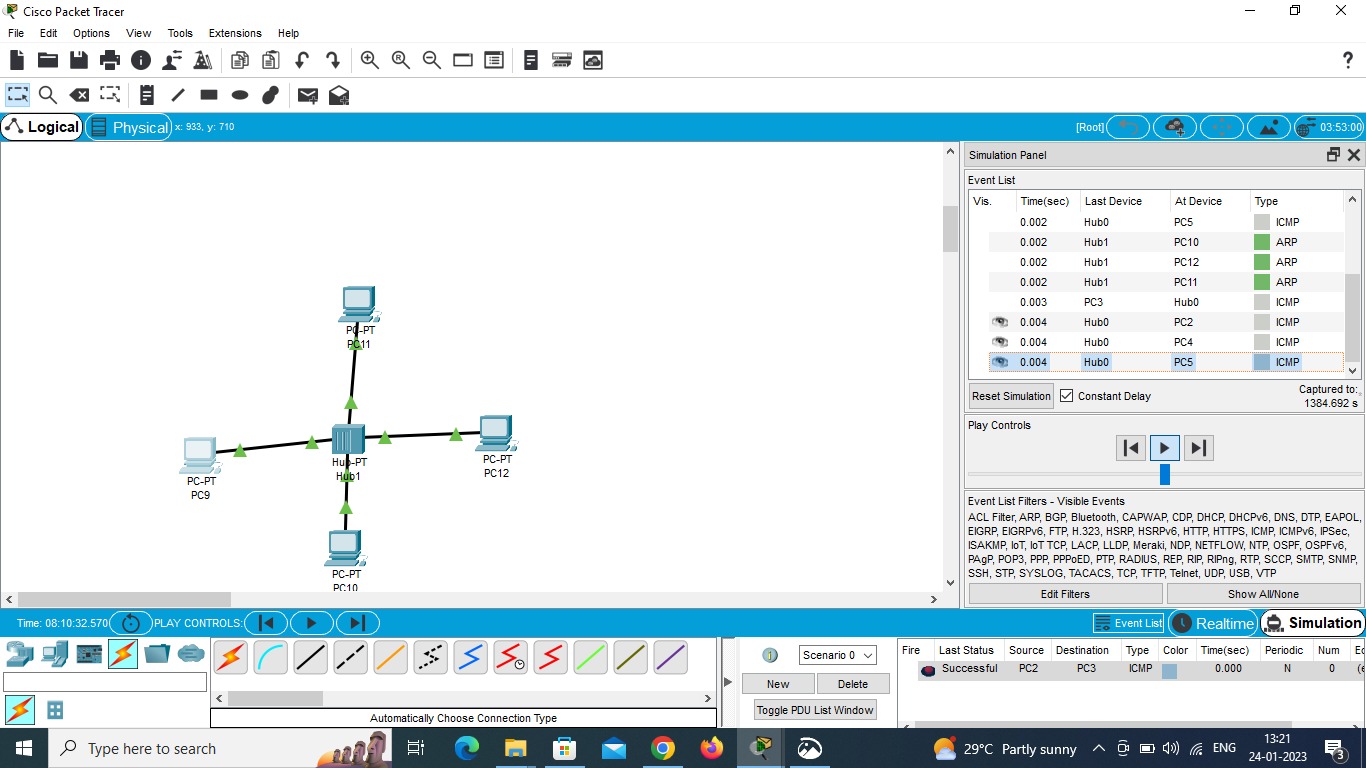 Cisco Packet Tracer
File Edit Options View Tools Extensions Help
?
Logical Physical x: 933, y: 710 [Root] 03:53:00
PC-PT
PC11
Hub-PT
Hub1
PC-PT
PC12
PC-PT
PC9
PC-PT
PC10
Simulation Panel
Event List
Vis. Time(sec) Last Device At Device Type
0.002 Hub0 PC5 ICMP
0.002 Hub1 PC10 ARP
0.002 Hub1 PC12 ARP
0.002 Hub1 PC11 ARP
0.003 PC3 Hub0 ICMP
0.004 Hub0 PC2 ICMP
0.004 Hub0 PC4 ICMP
0.004 Hub0 PC5 ICMP
Reset Simulation Constant Delay Captured to:
1384.692 s
Play Controls
Event List Filters - Visible Events
ACL Filter, ARP, BGP, Bluetooth, CAPWAP, CDP, DHCP, DHCPv6, DNS, DTP, EAPOL,
EIGRP, EIGRPv6, FTP, H.323, HSRP, HSRPv6, HTTP, HTTPS, ICMP, ICMPv6, IPSec,
ISAKMP, IoT, IoT TCP, LACP, LLDP, Meraki, NDP, NETFLOW, NTP, OSPF, OSPFv6,
PAgP, POP3, PPP, PPPoED, PTP, RADIUS, REP, RIP, RIPng, RTP, SCCP, SMTP, SNMP,
SSH, STP, SYSLOG, TACACS, TCP, TFTP, Telnet, UDP, USB, VTP
Edit Filters Show All/None
Time: 08:10:32.570 PLAY CONTROLS: Event List Realtime Simulation
Automatically Choose Connection Type
Scenario 0
New Delete
Toggle PDU List Window
Fire Last Status Source Destination Type Color Time(sec) Periodic Num Ed
Successful PC2 PC3 ICMP 0.000 N 0 (e
Type here to search
29°C Partly sunny ENG 13:21
24-01-2023 3